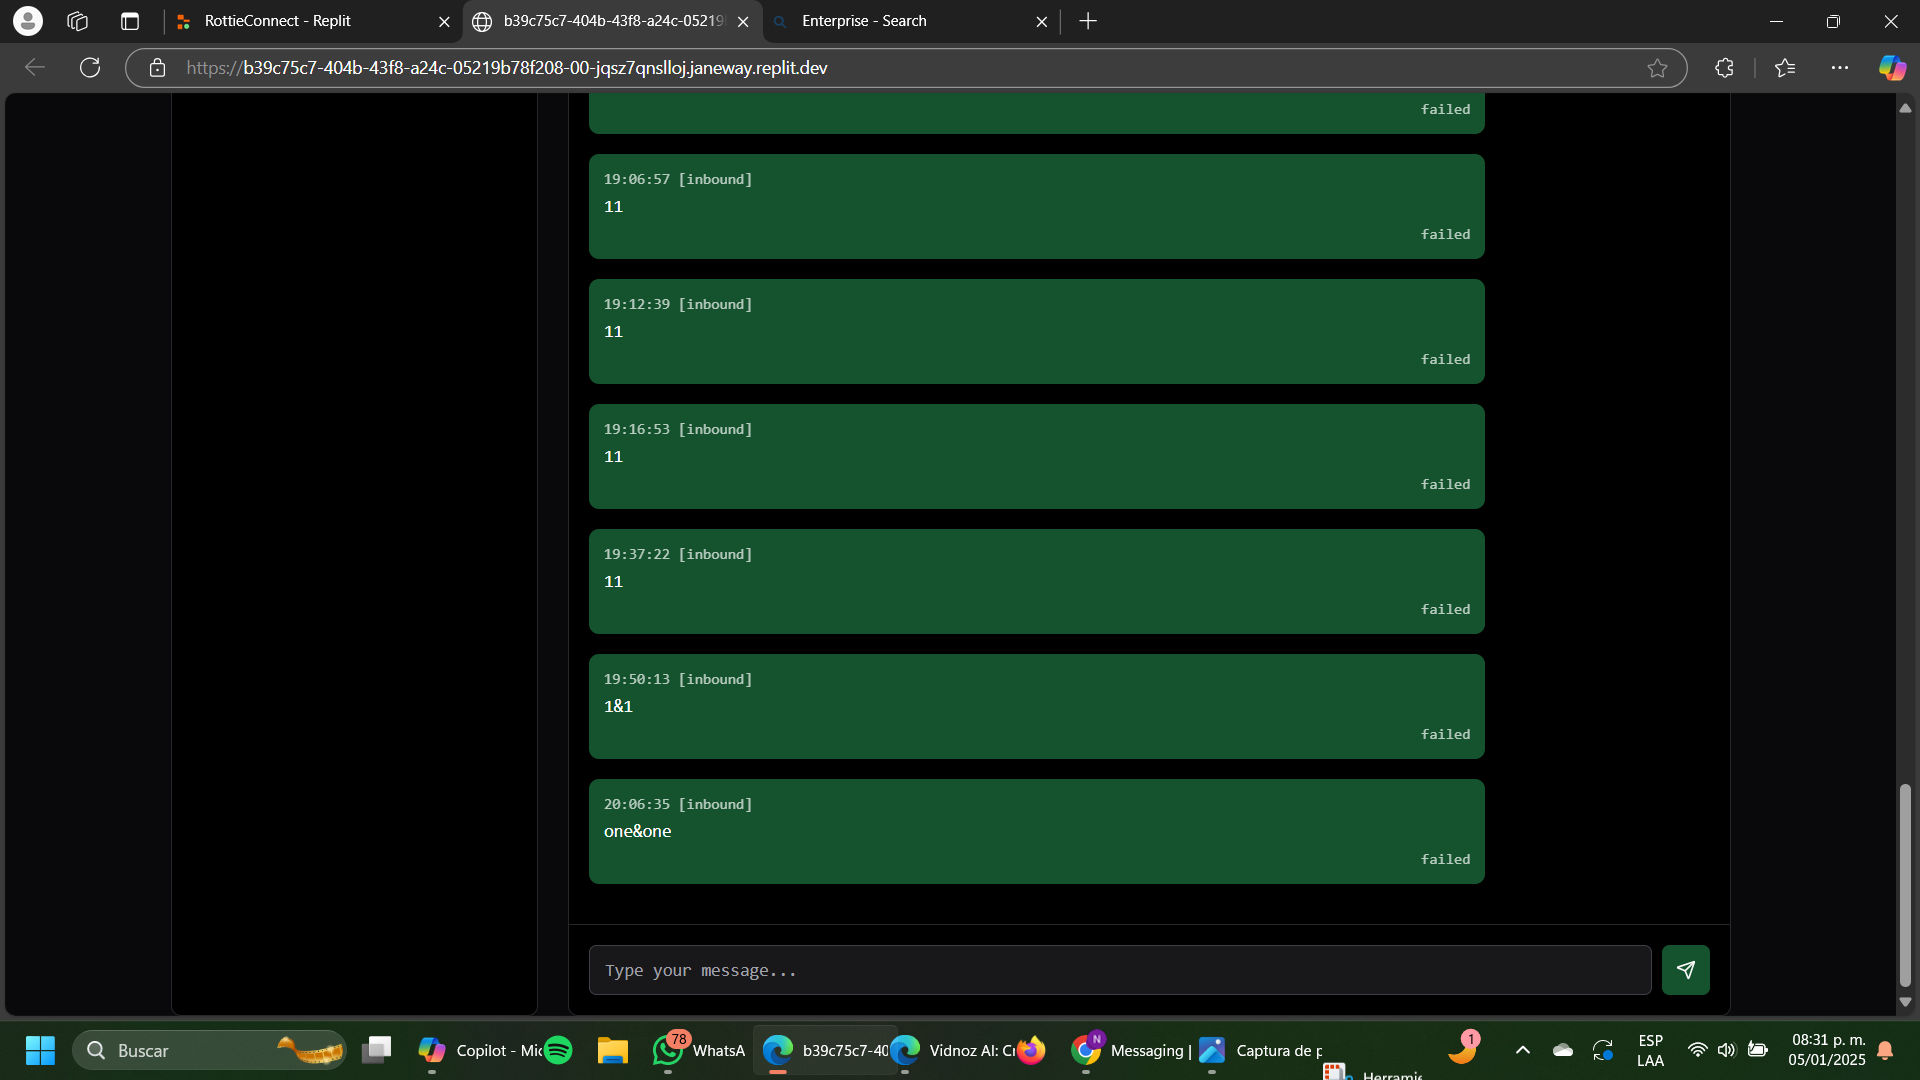 RottieConnect - Replit
b39c75c7-404b-43f8-a24c-05219
Enterprise - Search
https://b39c75c7-404b-43f8-a24c-05219b78f208-00-jqsz7qnslloj.janeway.replit.dev
failed
19:06:57 [inbound]
11
failed
19:12:39 [inbound]
11
failed
19:16:53 [inbound]
11
failed
19:37:22 [inbound]
11
failed
19:50:13 [inbound]
1&1
failed
20:06:35 [inbound]
one&one
failed
Type your message...
Buscar
Copilot - Mic
78
WhatsA
b39c75c7-40
Vidnoz AI: Cr
N
Messaging |
Captura de p
Herramie
1
ESP
LAA
08:31 p. m.
05/01/2025